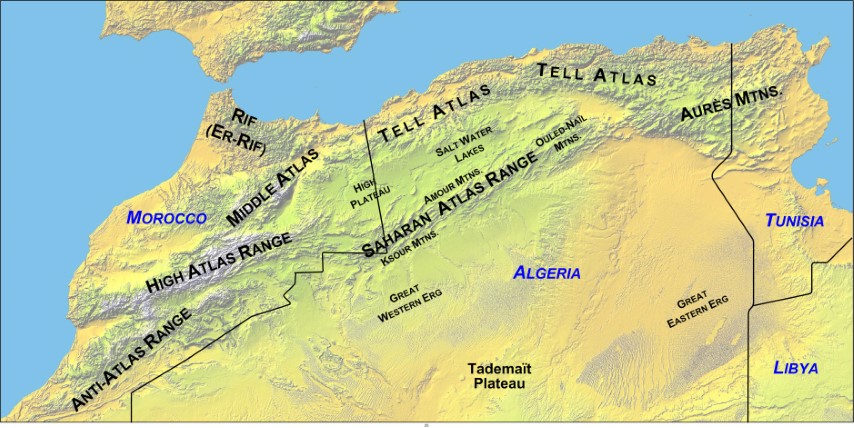 TELL ATLAS
AURÈS MTNS.
RIF
(ER-RIF)
TELL ATLAS
SALT WATER
LAKES
OULED-NAÏL
MTNS.
MIDDLE ATLAS
HIGH
PLATEAU
AMOUR MTNS.
SAHARAN ATLAS RANGE
KSOUR MTNS.
MOROCCO
TUNISIA
HIGH ATLAS RANGE
ALGERIA
GREAT
WESTERN ERG
GREAT
EASTERN ERG
ANTI-ATLAS RANGE
Tademaït
Plateau
LIBYA